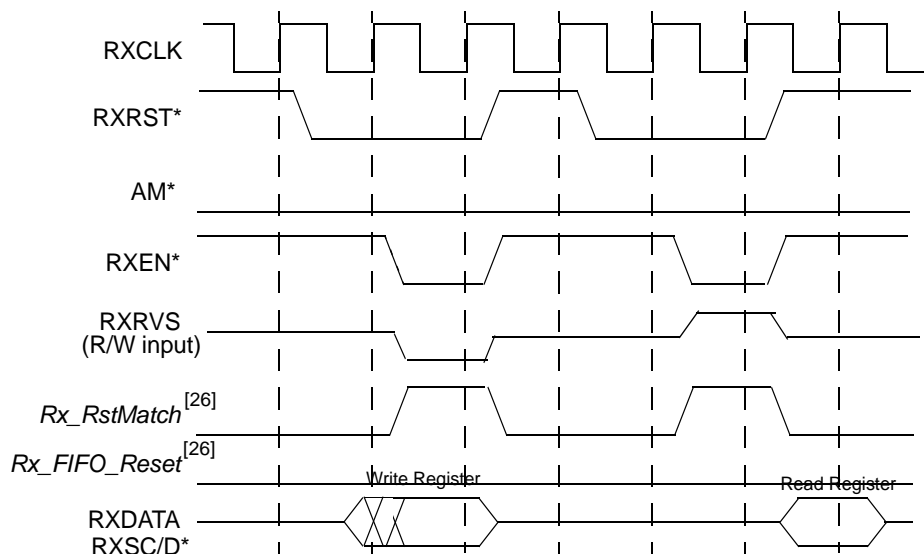 RXCLK
RXRST*
AM*
RXEN*
RXRVS
(R/W input)
Rx_RstMatch[26]
Rx_FIFO_Reset[26]
Write Register
Read Register
RXDATA
RXSC/D*